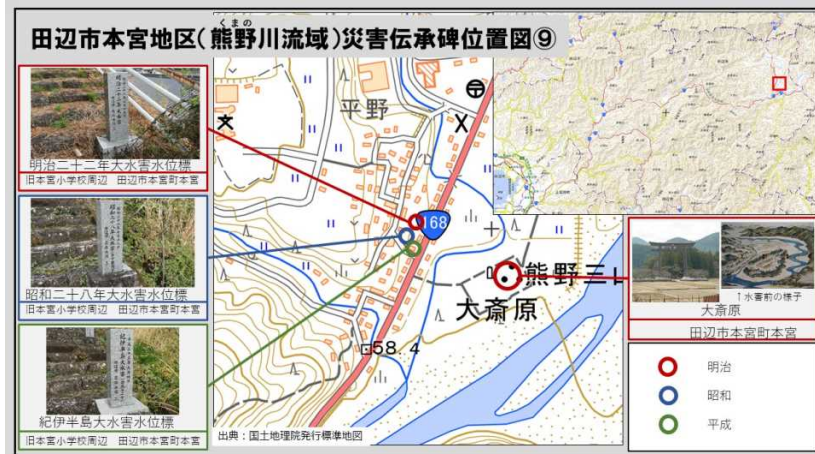 くまの
田辺市本宮地区(熊野川流域)災害伝承碑位置図⑨
明治二十二年大水害水位標
旧本宮小学校周辺 田辺市本宮町本宮
昭和二十八年大水害水位標
旧本宮小学校周辺 田辺市本宮町本宮
紀伊半島大水害水位標
旧本宮小学校周辺 田辺市本宮町本宮
平野
168
熊野三
大斎原
58.4
出典:国土地理院発行標準地図
↑水害前の様子
大斎原
田辺市本宮町本宮
明治
昭和
平成